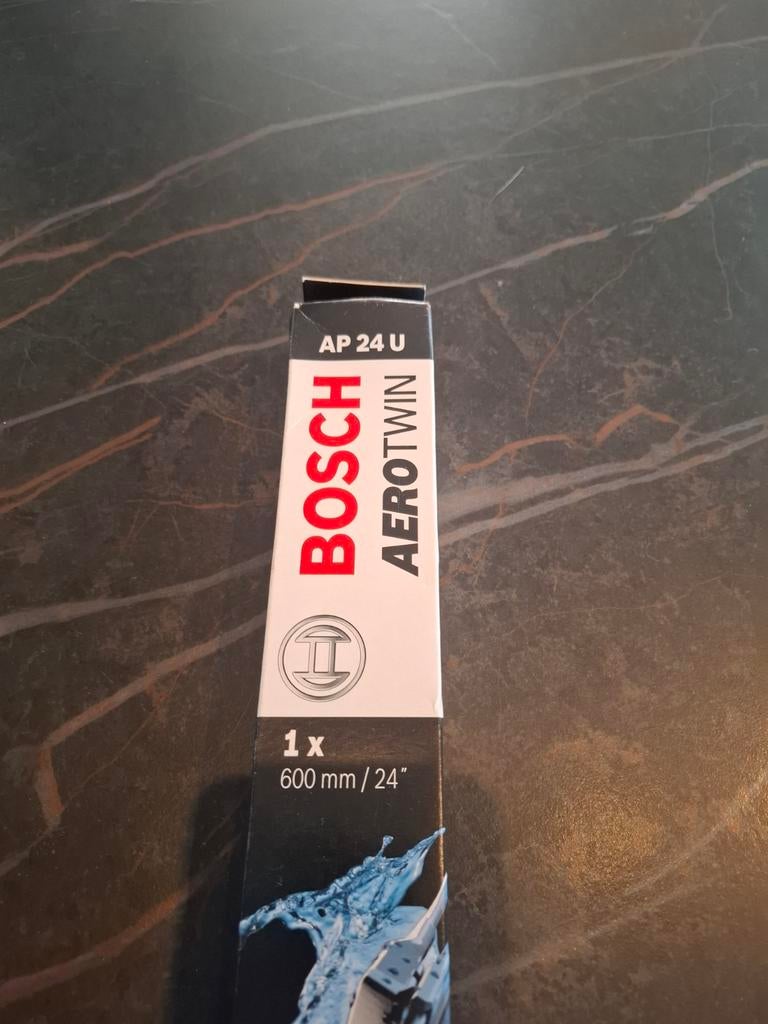 AP 24 U
BOSCH
AEROTWIN
1 x
600 mm / 24"